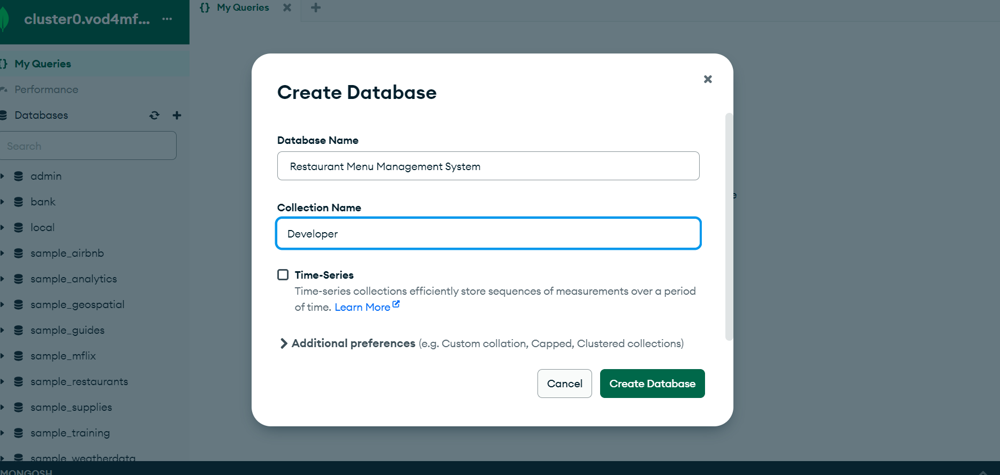 cluster0.vod4mf... ...
{} My Queries
{} My Queries
Performance
Databases
Search
admin
bank
local
sample_airbnb
sample_analytics
sample_geospatial
sample_guides
sample_mflix
sample_restaurants
sample_supplies
sample_training
sample_weatherdata
MONGOSH
Create Database
Database Name
Restaurant Menu Management System
Collection Name
Developer
Time-Series
Time-series collections efficiently store sequences of measurements over a period
of time. Learn More
Additional preferences (e.g. Custom collation, Capped, Clustered collections)
Cancel
Create Database